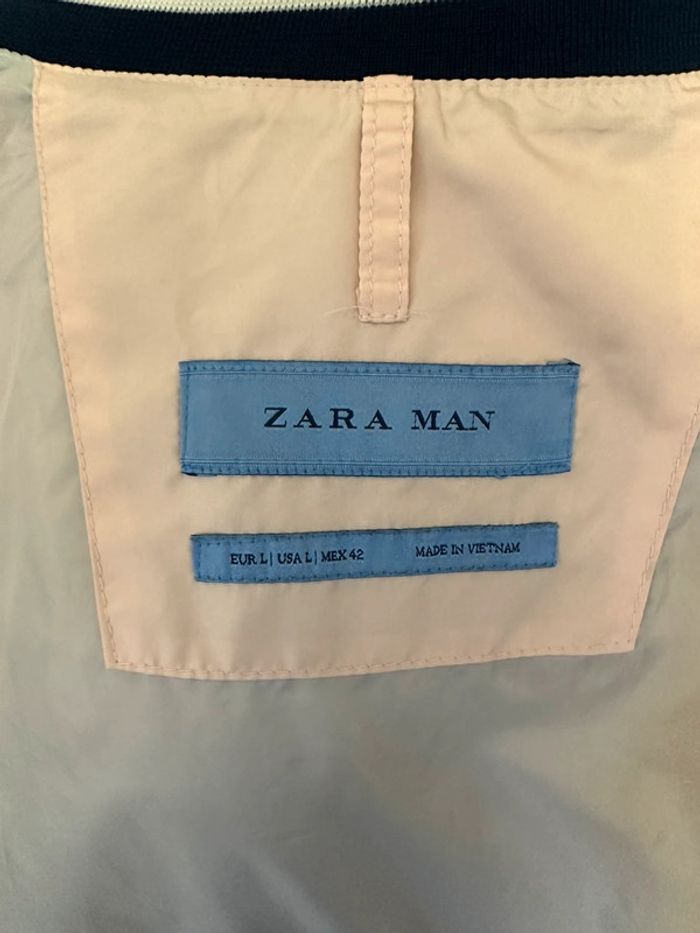 ZARA MAN
EUR L | USA L | MEX 42 MADE IN VIETNAM